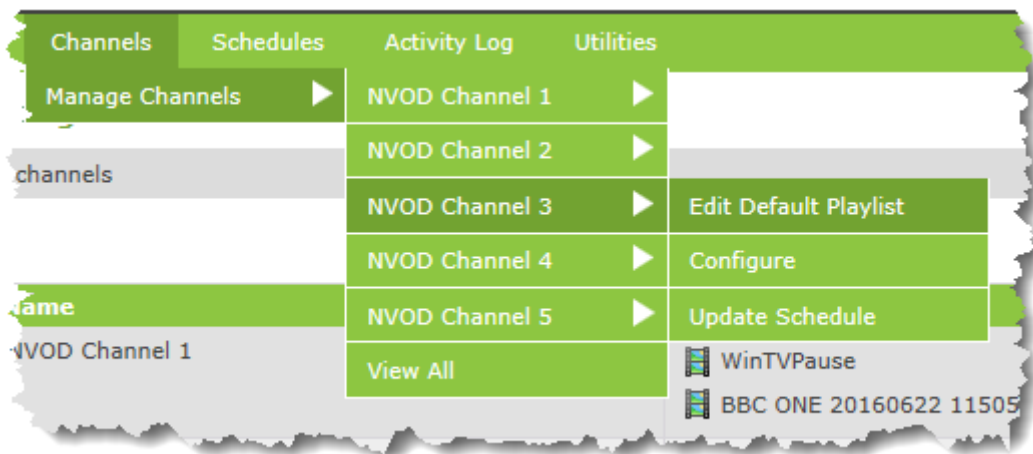 Channels Schedules Activity Log Utilities
Manage Channels
NVOD Channel 1
NVOD Channel 2
channels
NVOD Channel 3
Edit Default Playlist
NVOD Channel 4
Configure
NVOD Channel 5
Update Schedule
View All
ame
NVOD Channel 1
WinTVPause
BBC ONE 20160622 11505